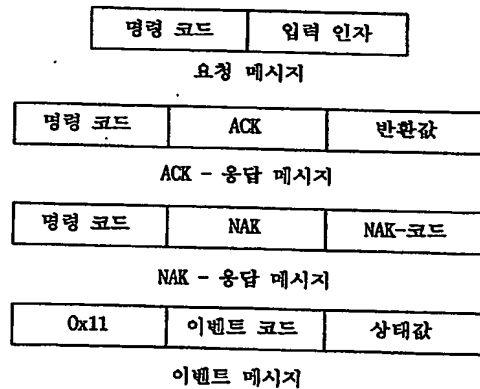 명령 코드 입력 인자
요청 메시지
명령 코드 ACK 반환값
ACK - 응답 메시지
명령 코드 NAK NAK-코드
NAK - 응답 메시지
0x11 이벤트 코드 상태값
이벤트 메시지